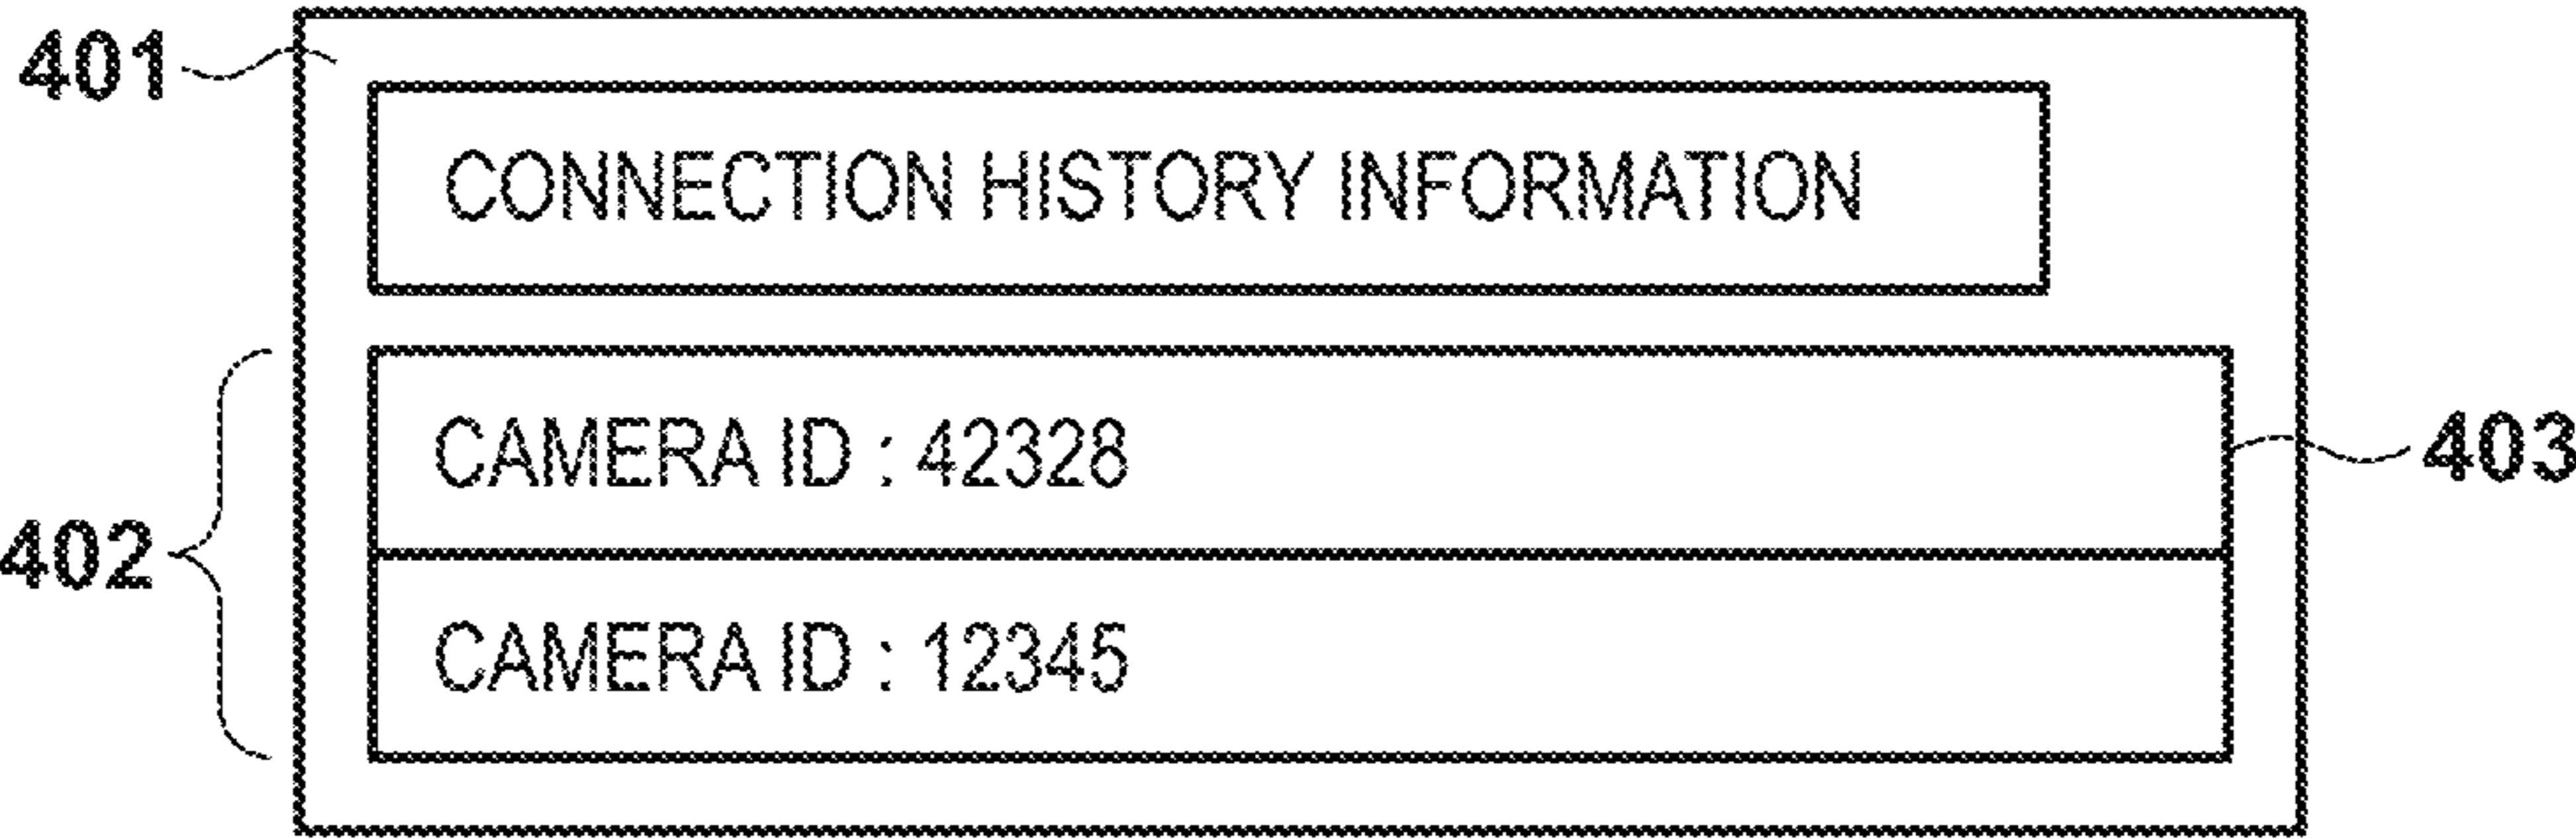 401
CONNECTION HISTORY INFORMATION
CAMERA ID : 42328
403
402
CAMERA ID : 12345